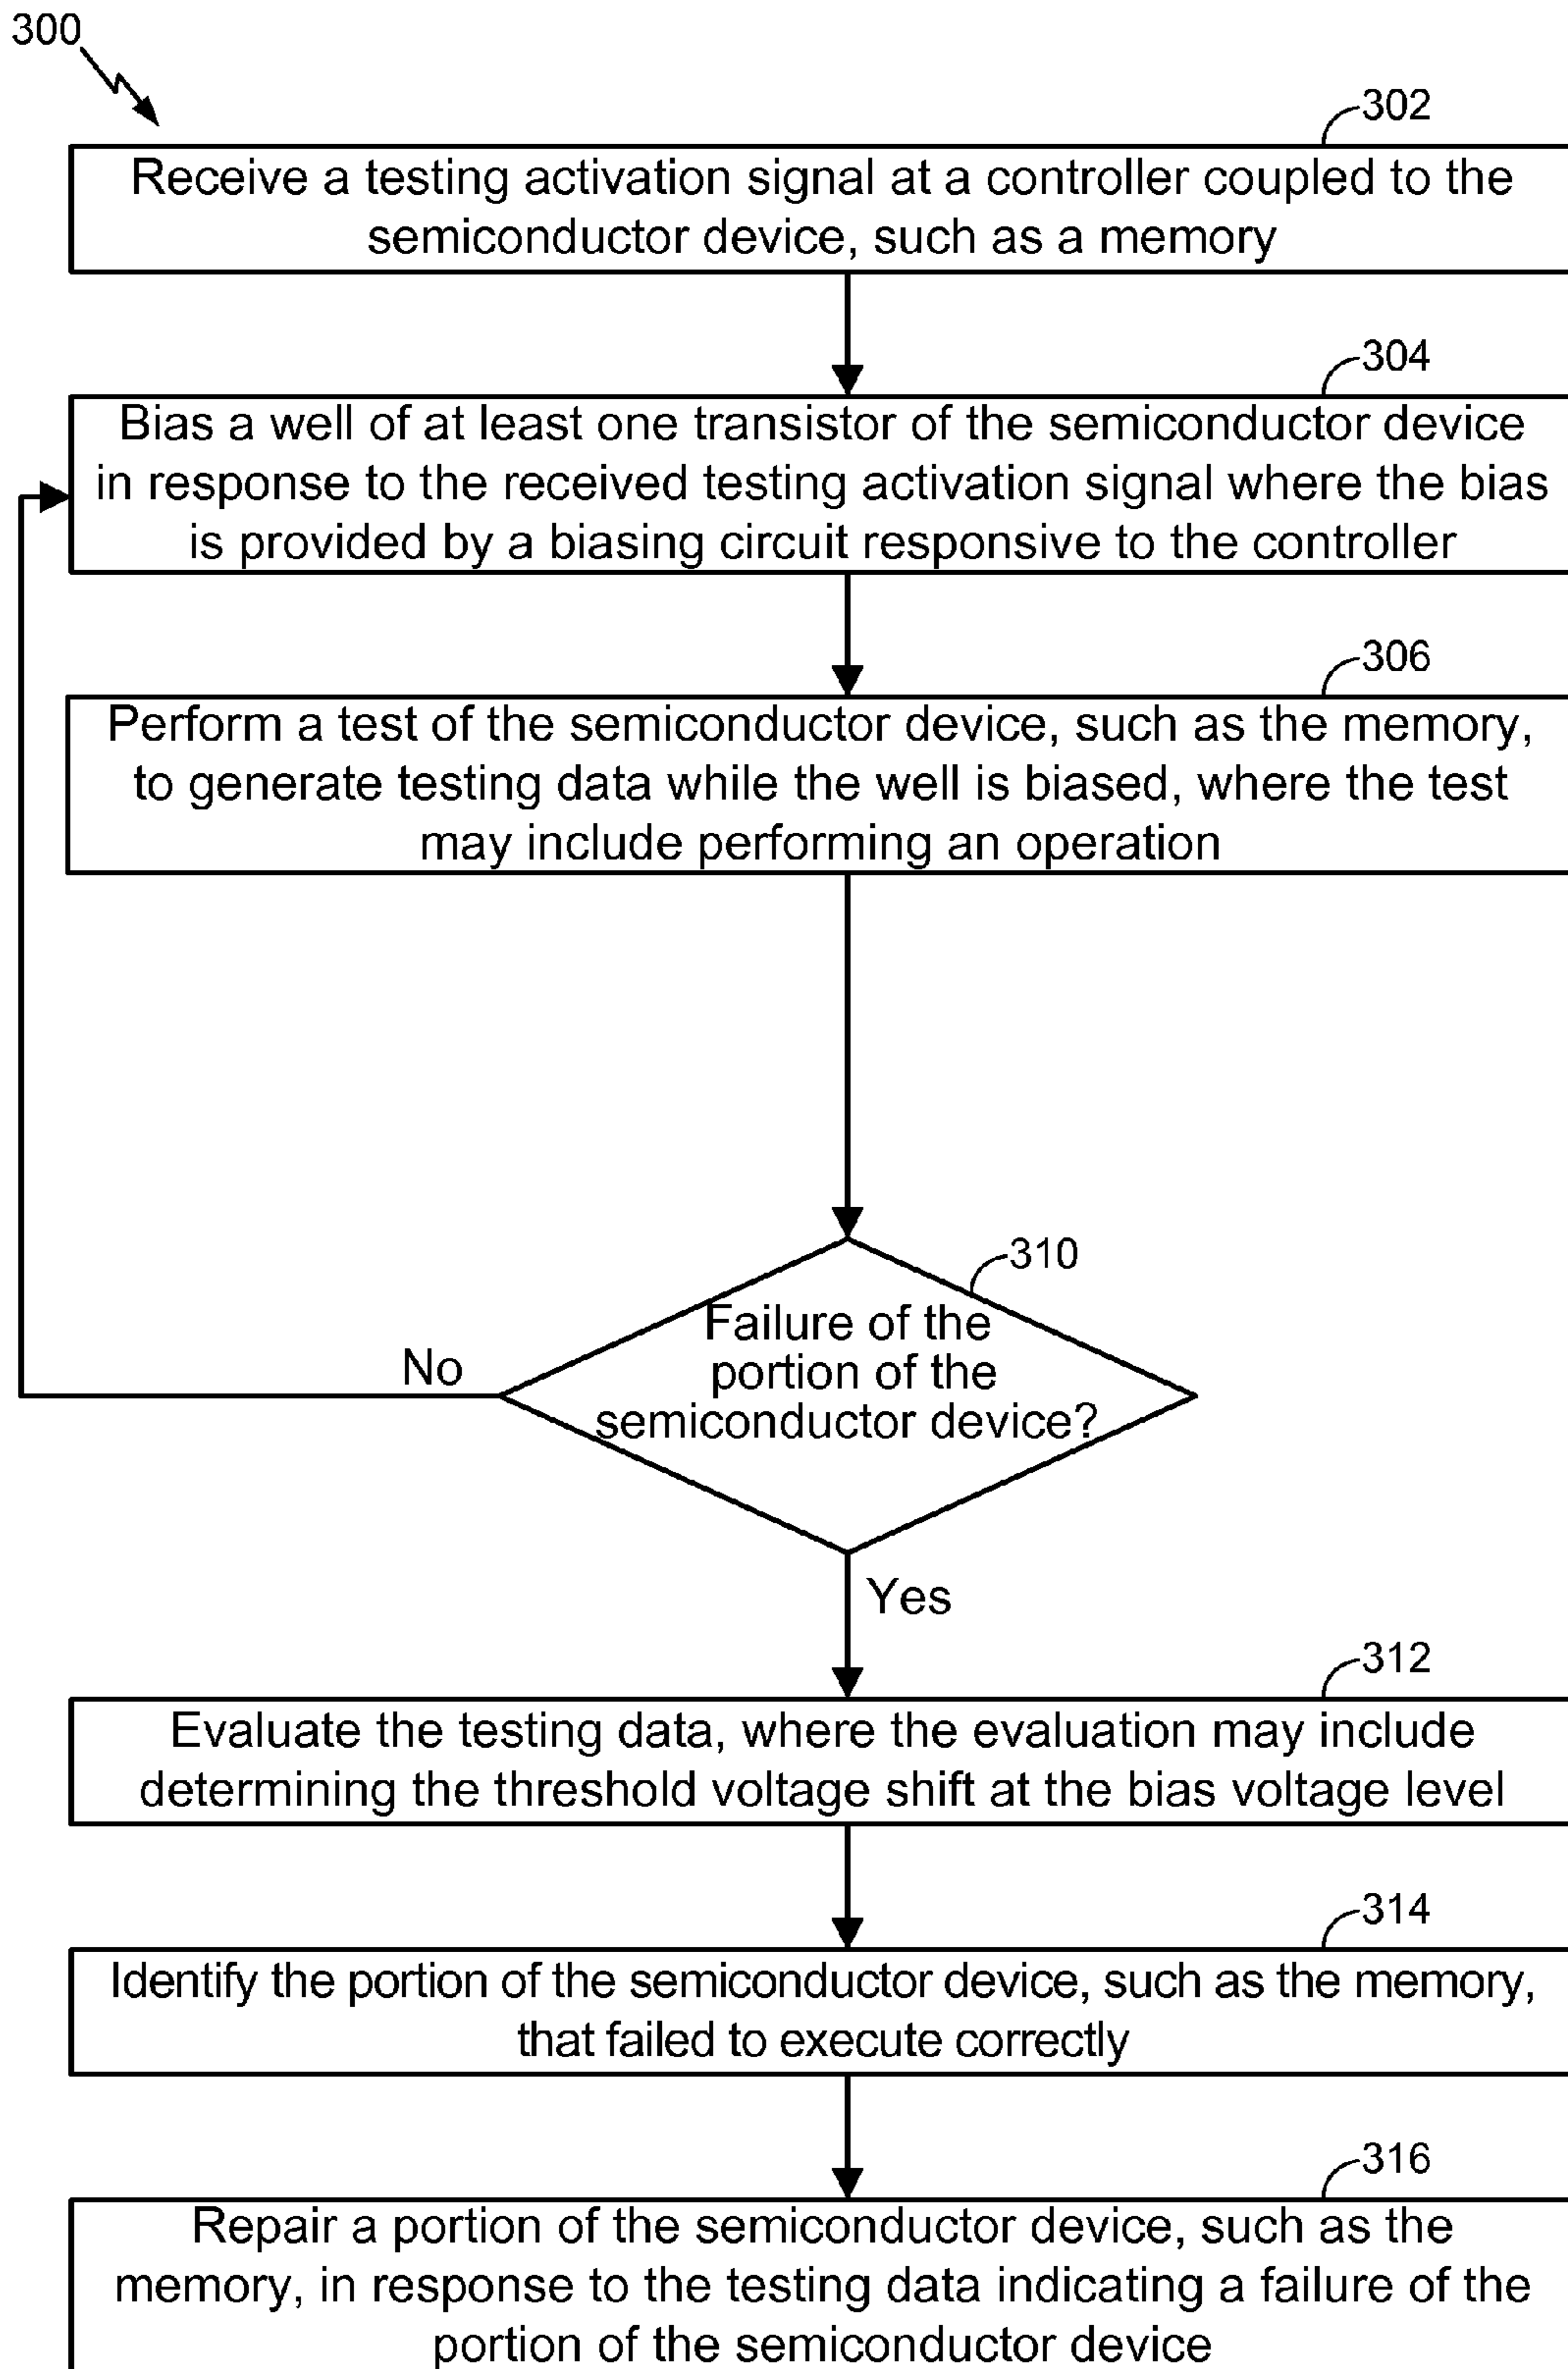 300
302
Receive a testing activation signal at a controller coupled to the
semiconductor device, such as a memory
304
Bias a well of at least one transistor of the semiconductor device
in response to the received testing activation signal where the bias
is provided by a biasing circuit responsive to the controller
306
Perform a test of the semiconductor device, such as the memory,
to generate testing data while the well is biased, where the test
may include performing an operation
310
Failure of the
portion of the
semiconductor device?
No
Yes
312
Evaluate the testing data, where the evaluation may include
determining the threshold voltage shift at the bias voltage level
314
Identify the portion of the semiconductor device, such as the memory,
that failed to execute correctly
316
Repair a portion of the semiconductor device, such as the
memory, in response to the testing data indicating a failure of the
portion of the semiconductor device